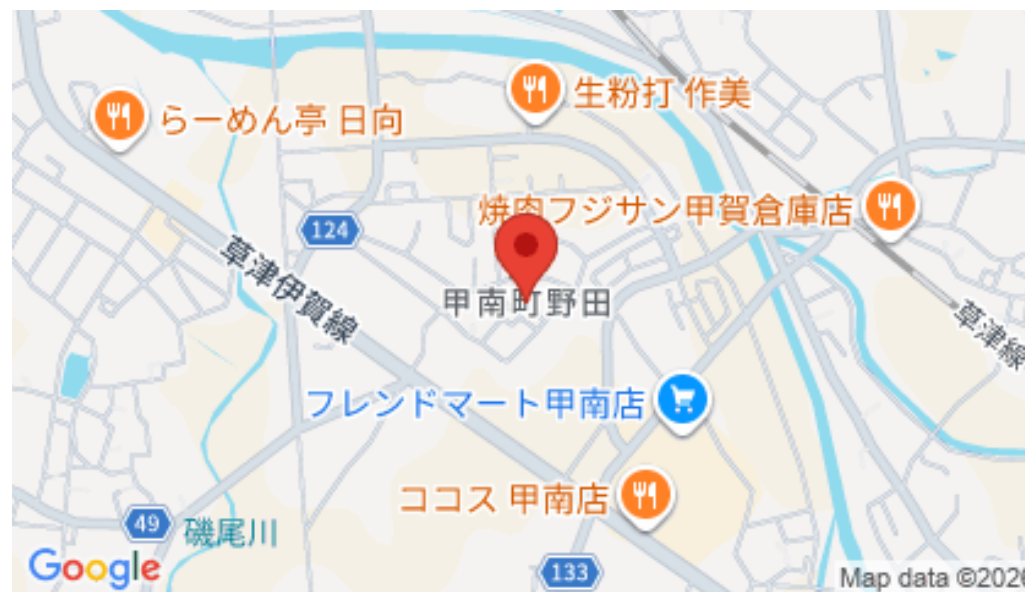 生粉打 作美
らーめん亭 日向
焼肉フジサン甲賀倉庫店
124
草津伊賀線
甲南町野田
草津線
フレンドマート甲南店
ココス 甲南店
49
磯尾川
133
Google
Map data ©2026